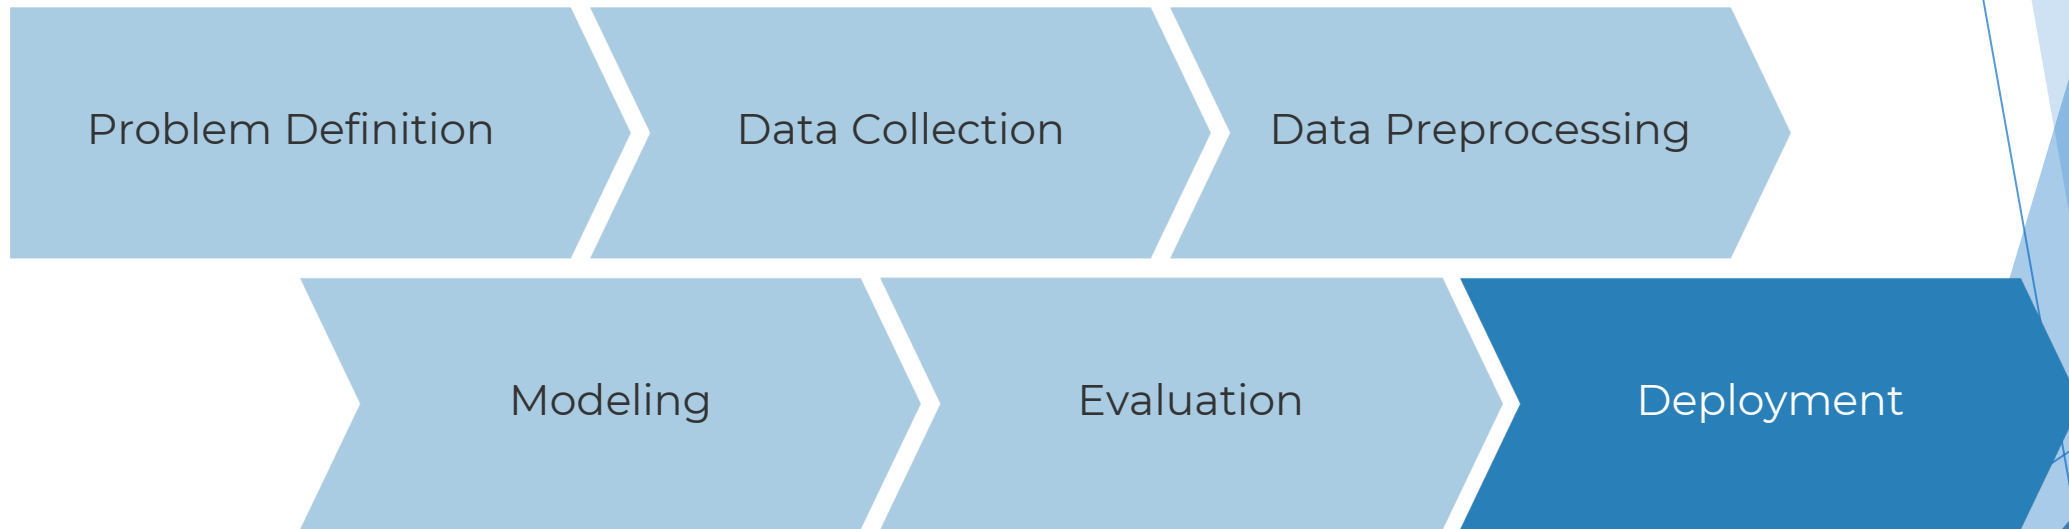 Problem Definition
Data Collection
Data Preprocessing
Modeling
Evaluation
Deployment